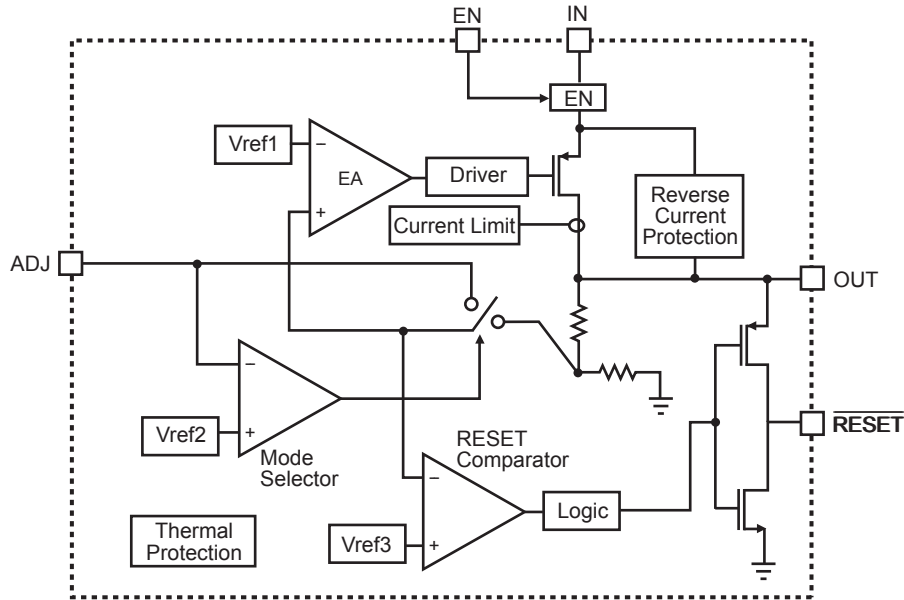 EN
IN
EN
Vref1
−
EA
+
Driver
Current Limit
Reverse
Current
Protection
ADJ
OUT
−
Vref2
+
Mode
Selector
RESET
Comparator
−
Vref3
+
Logic
RESET
Thermal
Protection